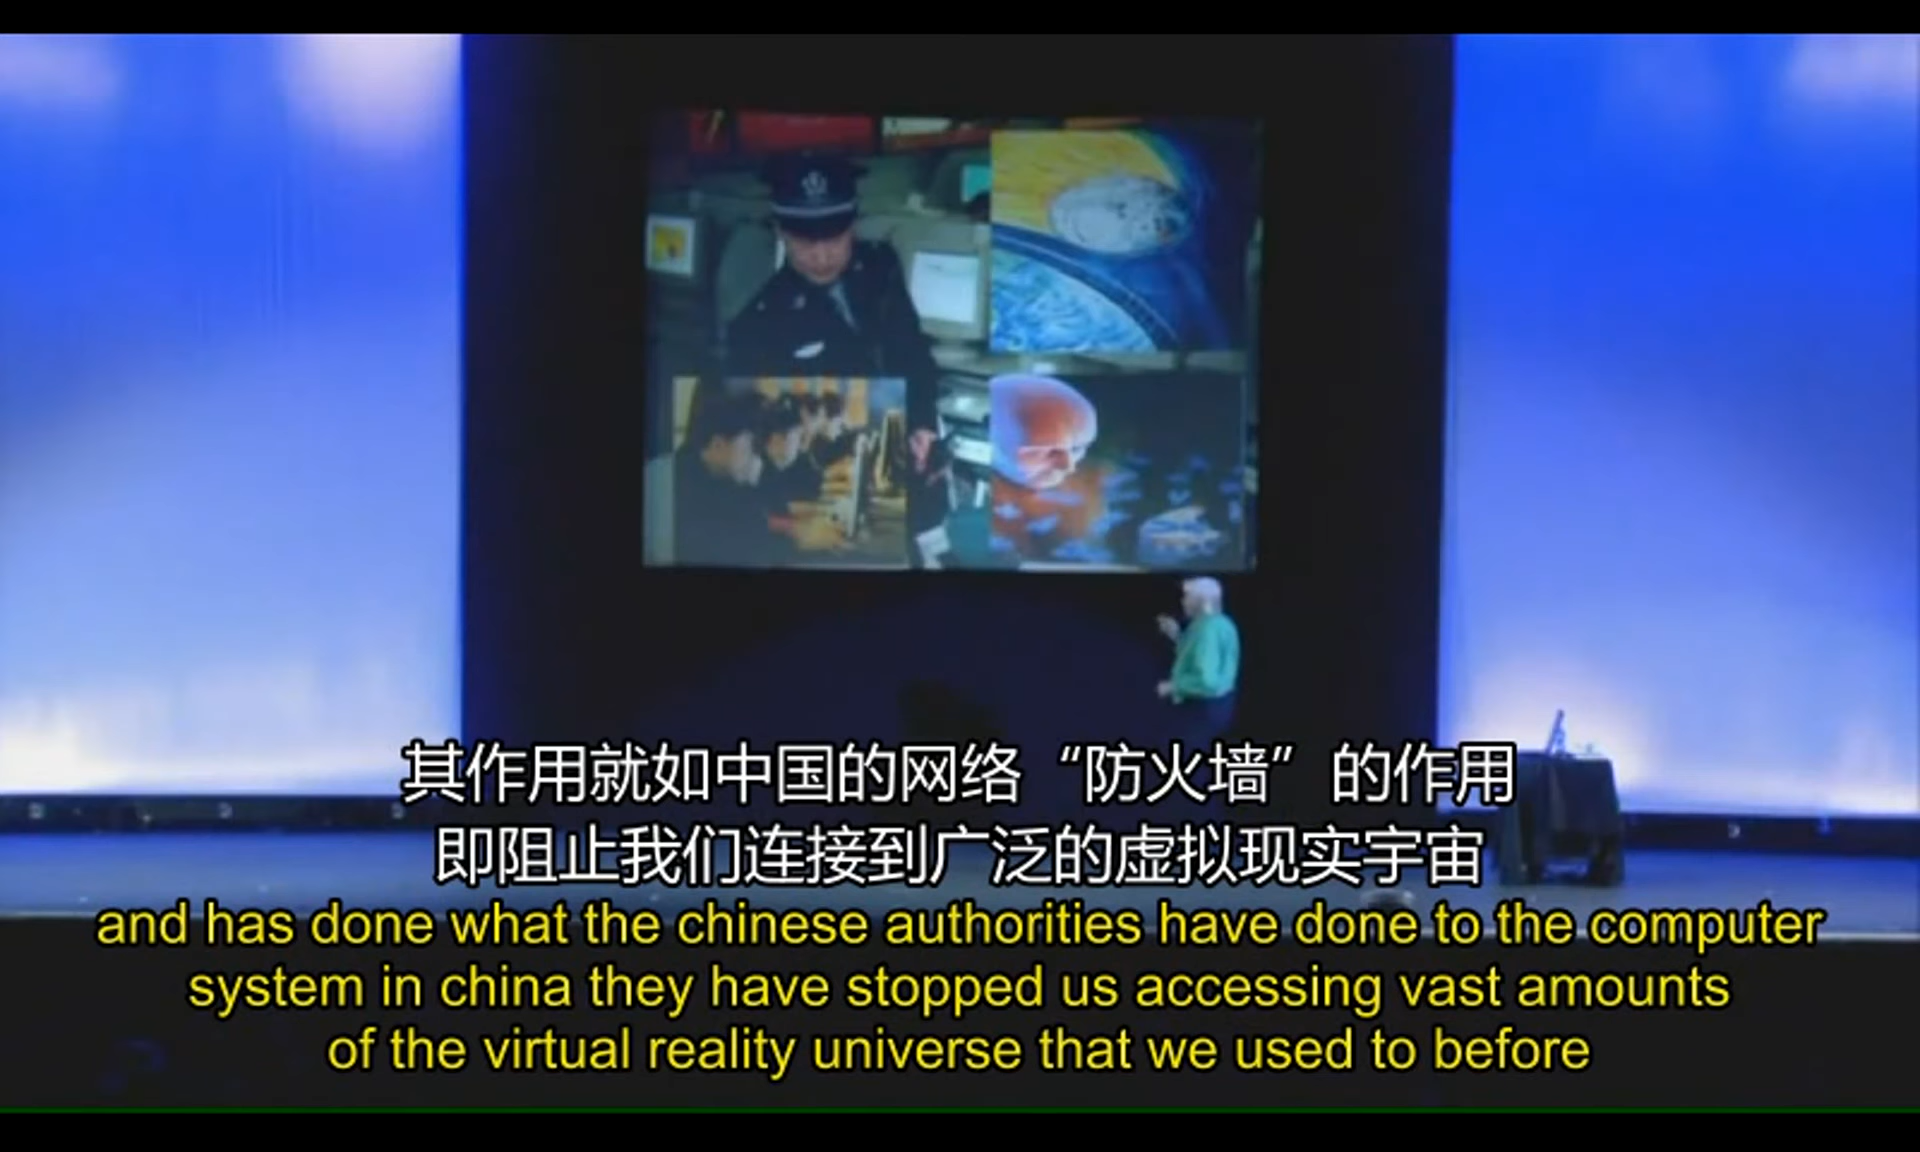 其作用就如中国的网络“防火墙”的作用
即阻止我们连接到广泛的虚拟现实宇宙
and has done what the chinese authorities have done to the computer
system in china they have stopped us accessing vast amounts
of the virtual reality universe that we used to before